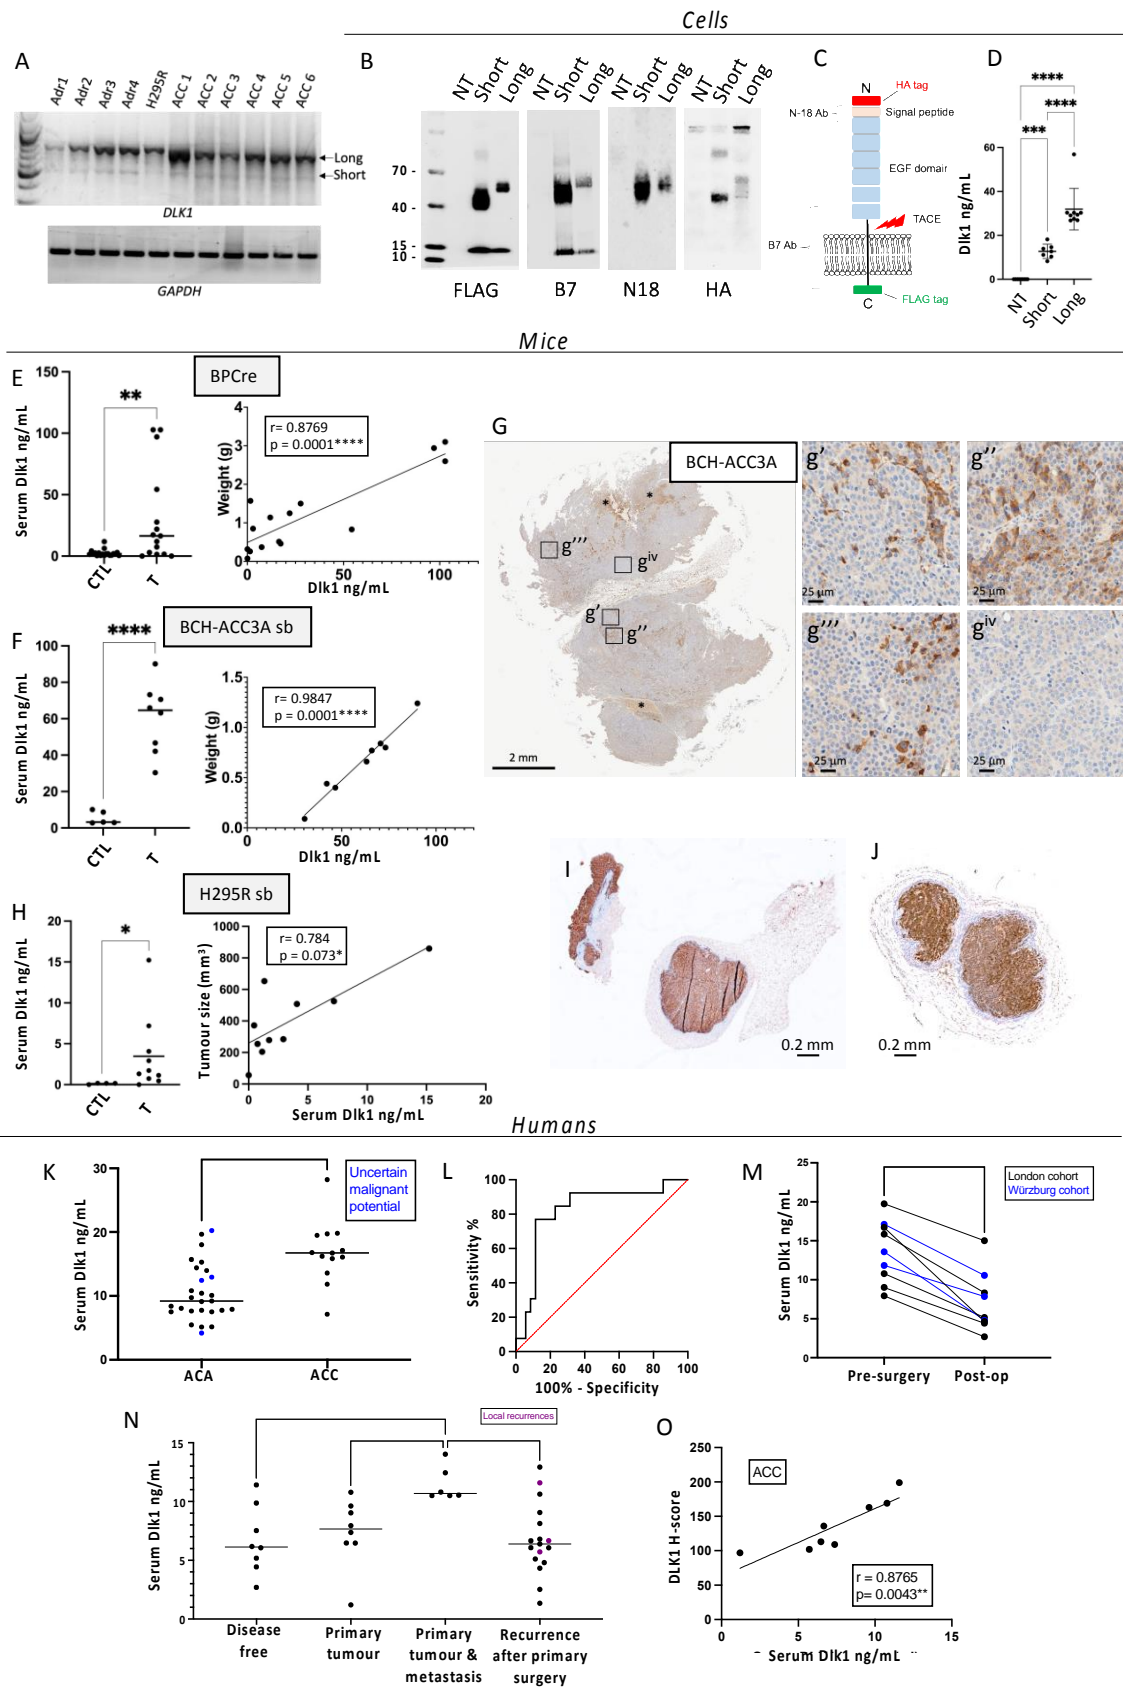 Cells
A
Adr1
Adr2
Adr3
Adr4
H295R
ACC 1
ACC 2
ACC 3
ACC 4
ACC 5
ACC 6
Long
Short
DLK1
GAPDH
B
NT
Short
Long
NT
Short
Long
NT
Short
Long
NT
Short
Long
70 -
40 -
15 -
10 -
FLAG
B7
N18
HA
C
N
HA tag
N-18 Ab
Signal peptide
EGF domain
TACE
B7 Ab
FLAG tag
C
D
****
****
***
Dlk1 ng/mL
60
40
20
0
NT
Short
Long
Mice
E
BPCre
Serum Dlk1 ng/mL
150
100
50
0
**
CTL
T
Weight (g)
4
3
2
1
0
r= 0.8769
p = 0.0001****
0
50
100
Dlk1 ng/mL
F
BCH-ACC3A sb
Serum Dlk1 ng/mL
100
80
60
40
20
0
****
CTL
T
Weight (g)
1.5
1.0
0.5
0.0
r= 0.9847
p = 0.0001****
0
50
100
Dlk1 ng/mL
G
BCH-ACC3A
*
*
*
g'''
g^iv
g'
g''
2 mm
g'
25 µm
g''
25 µm
g'''
25 µm
g^iv
25 µm
H
H295R sb
Serum Dlk1 ng/mL
20
15
10
5
0
*
CTL
T
Tumour size (mm³)
1000
800
600
400
200
0
r= 0.784
p = 0.073*
0
5
10
15
20
Serum Dlk1 ng/mL
I
0.2 mm
J
0.2 mm
Humans
K
Serum Dlk1 ng/mL
30
20
10
0
Uncertain
malignant
potential
ACA
ACC
L
Sensitivity %
100
80
60
40
20
0
0
20
40
60
80
100
100% - Specificity
M
Serum Dlk1 ng/mL
25
20
15
10
5
0
London cohort
Würzburg cohort
Pre-surgery
Post-op
N
Local recurrences
Serum Dlk1 ng/mL
15
10
5
0
Disease
free
Primary
tumour
Primary
tumour &
metastasis
Recurrence
after primary
surgery
O
DLK1 H-score
250
200
150
100
50
0
ACC
r = 0.8765
p= 0.0043**
0
5
10
15
Serum Dlk1 ng/mL